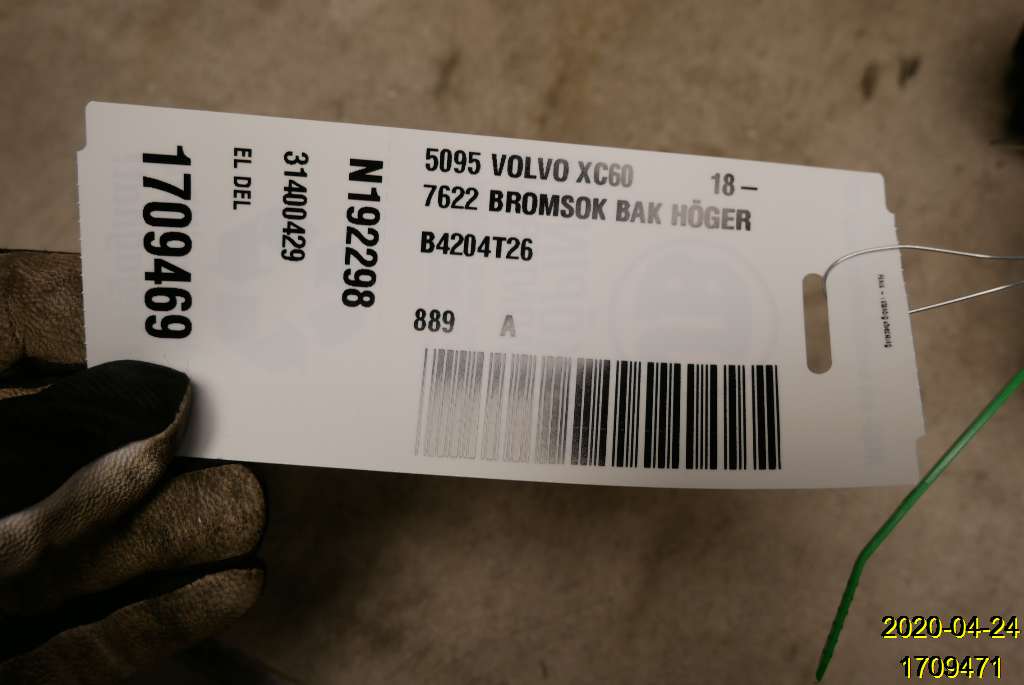 5095 VOLVO XC60 18–
7622 BROMSOK BAK HÖGER
B4204T26
889 A
N192298
31400429
EL DEL
1709469
2020-04-24
1709471